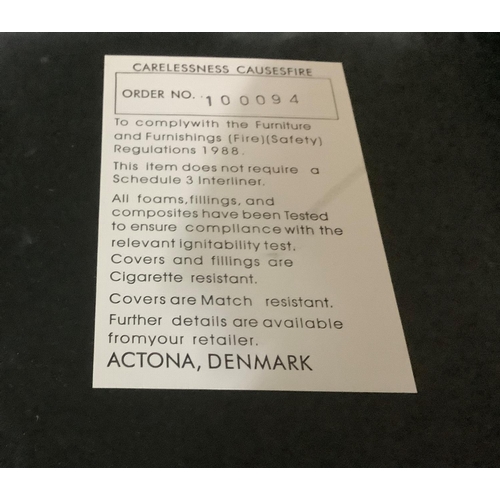 CARELESSNESS CAUSESFIRE
ORDER NO. 100094
To complywith the Furniture
and Furnishings (Fire)(Safety)
Regulations 1988.
This item does not require a
Schedule 3 Interliner.
All foams,fillings, and
composites have been Tested
to ensure compliance with the
relevant ignitability test.
Covers and fillings are
Cigarette resistant.
Covers are Match resistant.
Further details are available
fromyour retailer.
ACTONA, DENMARK